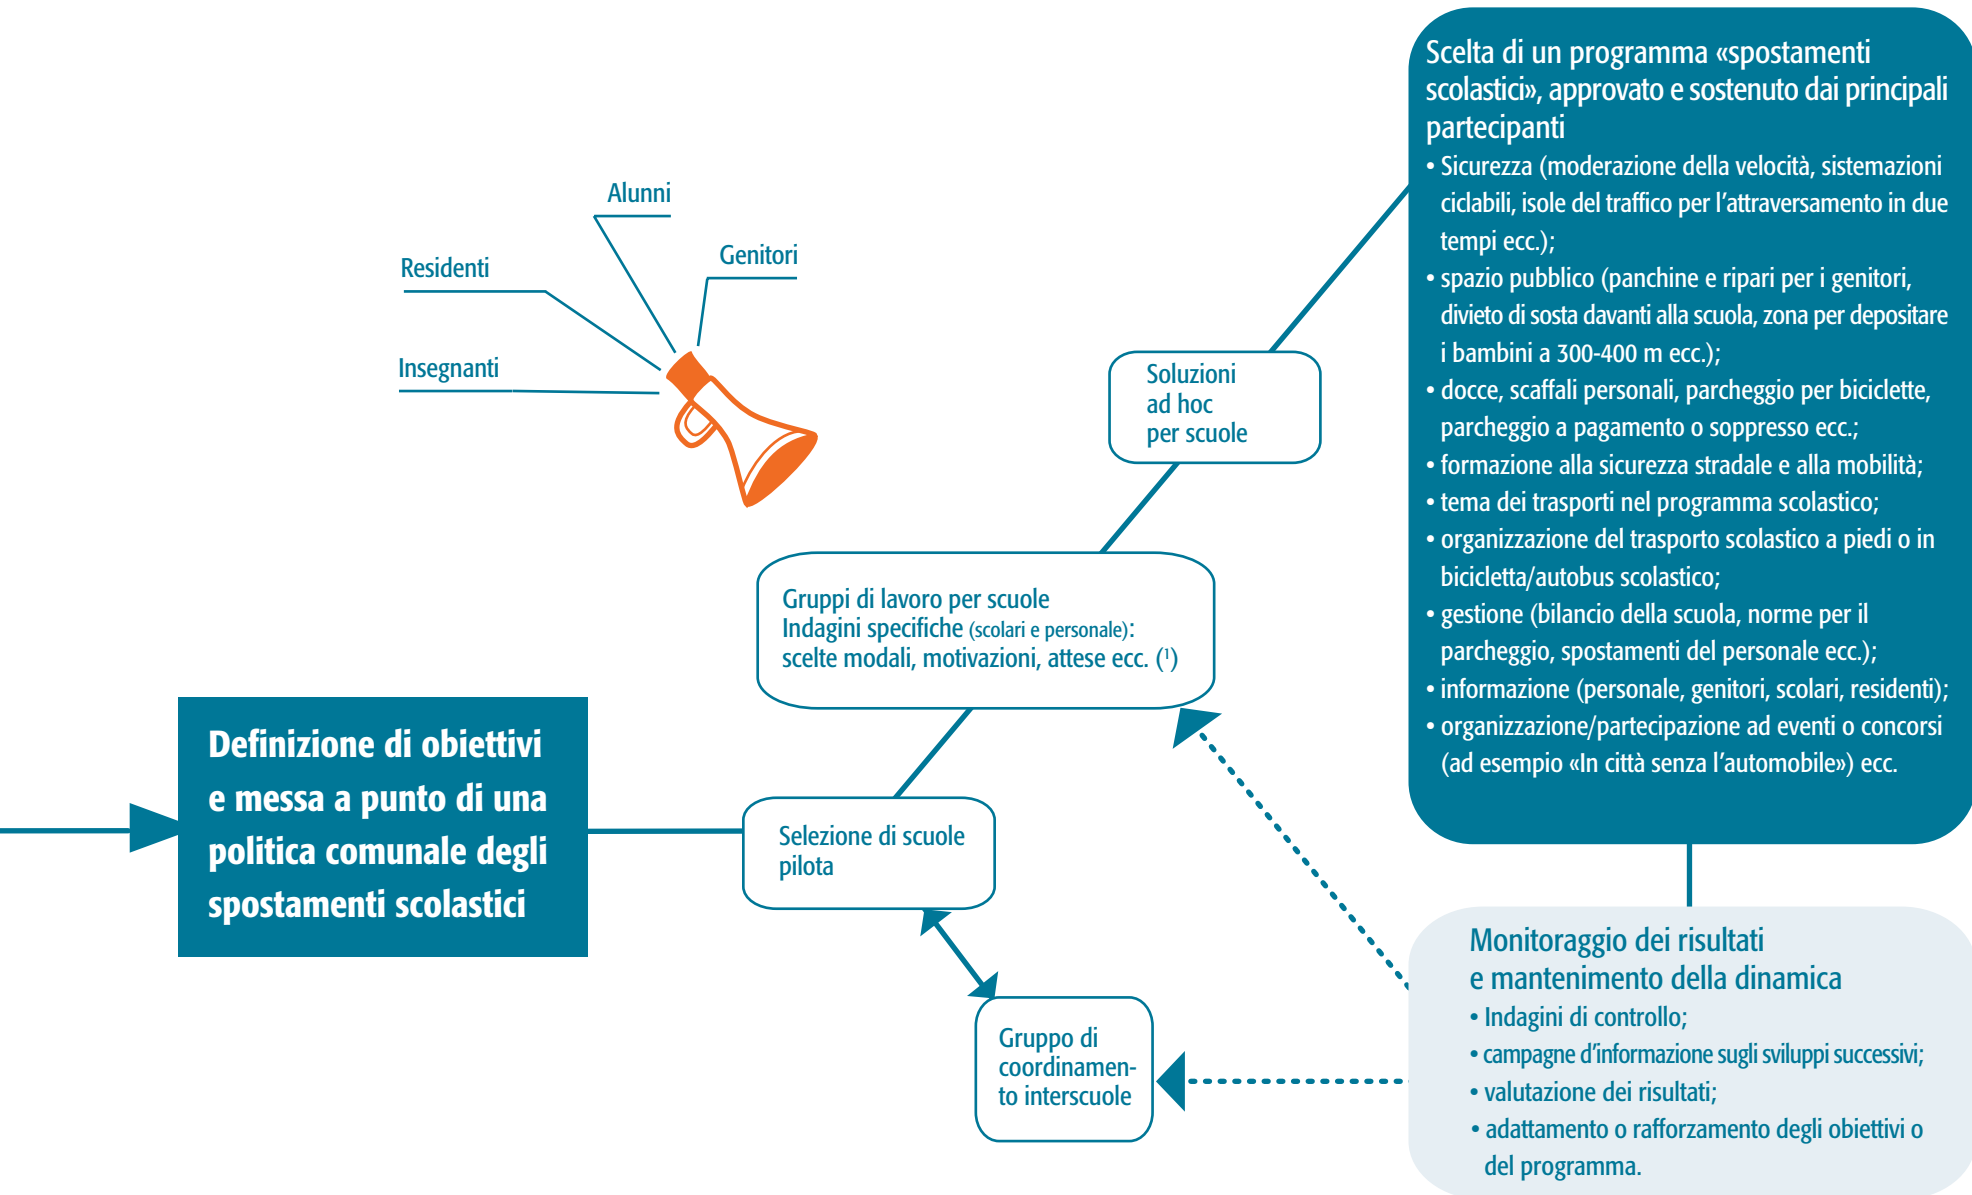 Alunni
Genitori
Residenti
Insegnanti
Definizione di obiettivi
e messa a punto di una
politica comunale degli
spostamenti scolastici
Selezione di scuole
pilota
Gruppo di
coordinamen-
to interscuole
Gruppi di lavoro per scuole
Indagini specifiche (scolari e personale):
scelte modali, motivazioni, attese ecc. (¹)
Soluzioni
ad hoc
per scuole
Scelta di un programma «spostamenti
scolastici», approvato e sostenuto dai principali
partecipanti
• Sicurezza (moderazione della velocità, sistemazioni
ciclabili, isole del traffico per l'attraversamento in due
tempi ecc.);
• spazio pubblico (panchine e ripari per i genitori,
divieto di sosta davanti alla scuola, zona per depositare
i bambini a 300-400 m ecc.);
• docce, scaffali personali, parcheggio per biciclette,
parcheggio a pagamento o soppresso ecc.;
• formazione alla sicurezza stradale e alla mobilità;
• tema dei trasporti nel programma scolastico;
• organizzazione del trasporto scolastico a piedi o in
bicicletta/autobus scolastico;
• gestione (bilancio della scuola, norme per il
parcheggio, spostamenti del personale ecc.);
• informazione (personale, genitori, scolari, residenti);
• organizzazione/partecipazione ad eventi o concorsi
(ad esempio «In città senza l'automobile») ecc.
Monitoraggio dei risultati
e mantenimento della dinamica
• Indagini di controllo;
• campagne d'informazione sugli sviluppi successivi;
• valutazione dei risultati;
• adattamento o rafforzamento degli obiettivi o
del programma.